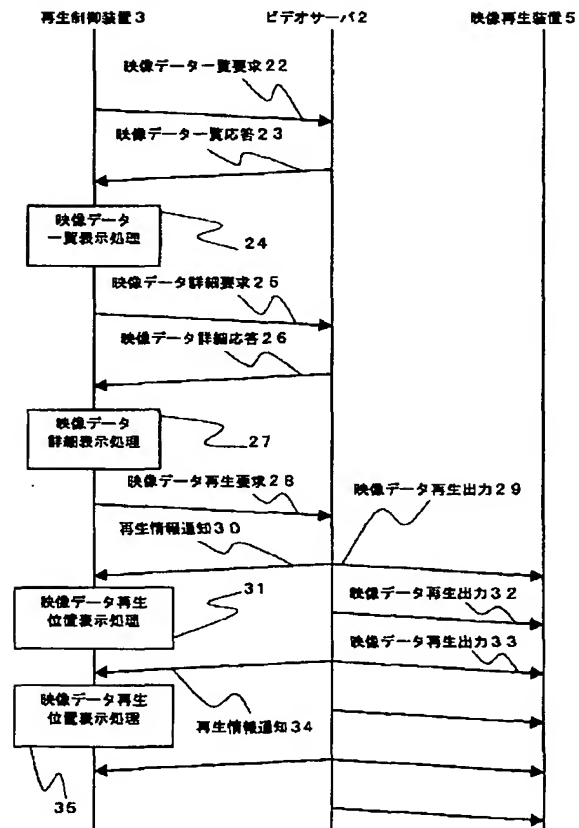 再生制御装置3
ビデオサーバ2
映像再生装置5
映像データ一覧要求22
映像データ一覧応答23
映像データ
一覧表示処理
24
映像データ詳細要求25
映像データ詳細応答26
映像データ
詳細表示処理
27
映像データ再生要求28
映像データ再生出力29
再生情報通知30
映像データ再生
位置表示処理
31
映像データ再生出力32
映像データ再生出力33
映像データ再生
位置表示処理
再生情報通知34
35